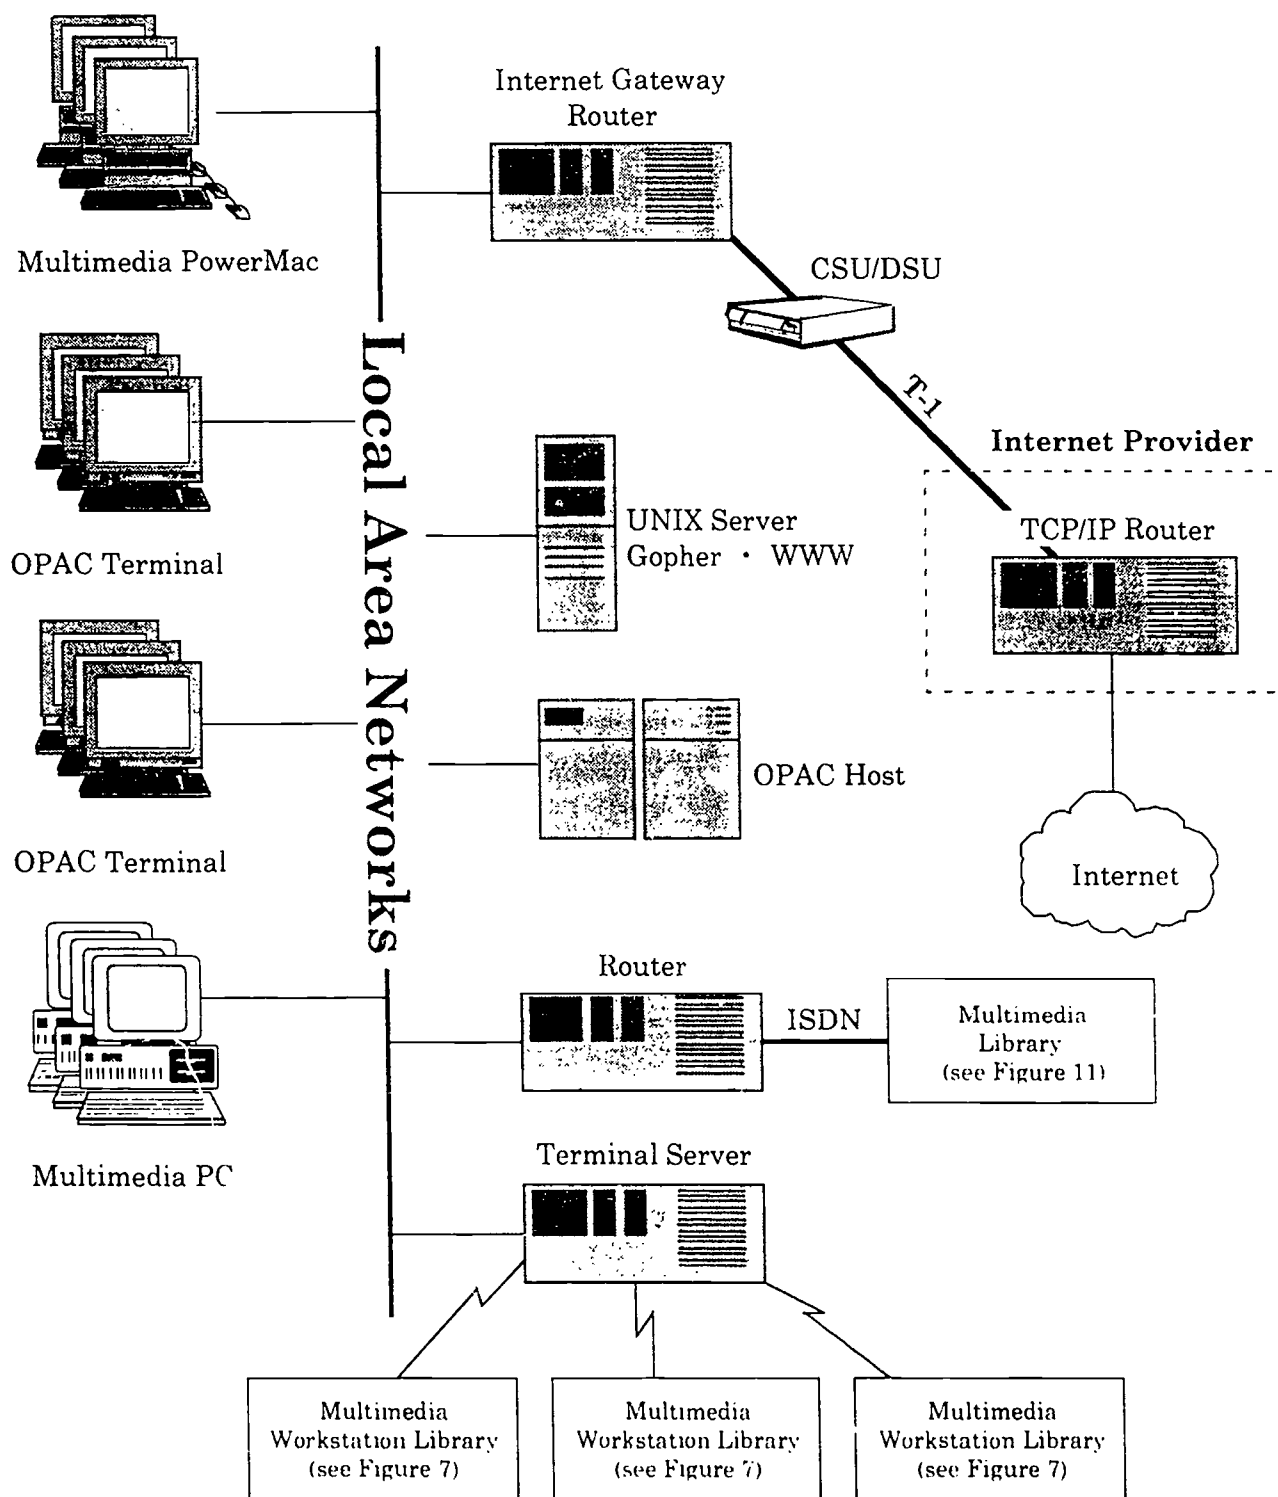 Internet Gateway
Router
Multimedia PowerMac
CSU/DSU
T-1
Local Area Networks
Internet Provider
TCP/IP Router
OPAC Terminal
UNIX Server
Gopher · WWW
OPAC Host
OPAC Terminal
Internet
Router
ISDN
Multimedia
Library
(see Figure 11)
Multimedia PC
Terminal Server
Multimedia
Workstation Library
(see Figure 7)
Multimedia
Workstation Library
(see Figure 7)
Multimedia
Workstation Library
(see Figure 7)